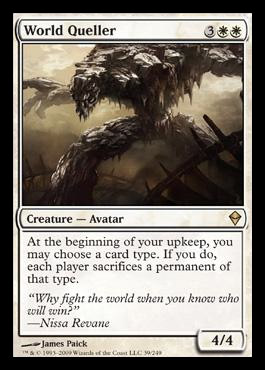 World Queller 3
Creature — Avatar
At the beginning of your upkeep, you
may choose a card type. If you do,
each player sacrifices a permanent
of that type.
“Why fight the world when you know who
will win?”
—Nissa Revane
James Paick
™ & © 1993–2009 Wizards of the Coast LLC 39/249
4/4